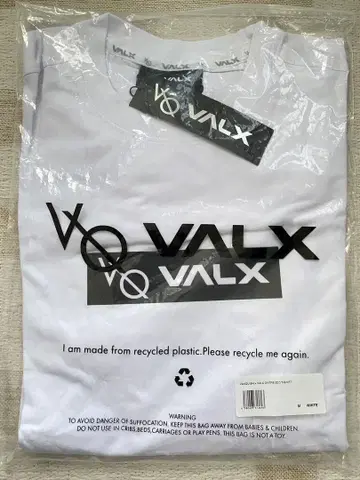 VALX
VALX
VALX
VALX
VALX
I am made from recycled plastic.Please recycle me again.
M WHITE
WARNING
TO AVOID DANGER OF SUFFOCATION, KEEP THIS BAG AWAY FROM BABIES & CHILDREN.
DO NOT USE IN CRIBS,BEDS,CARRIAGES OR PLAY PENS. THIS BAG IS NOT A TOY